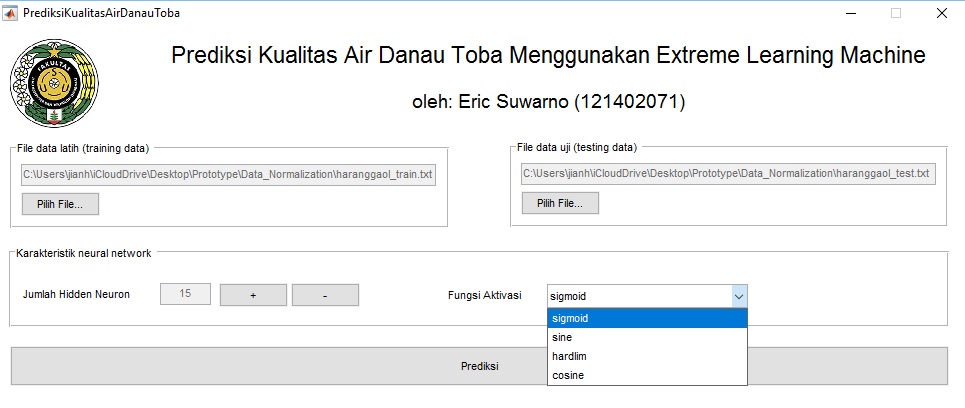 PrediksiKualitasAirDanauToba
Prediksi Kualitas Air Danau Toba Menggunakan Extreme Learning Machine
oleh: Eric Suwarno (121402071)
File data latih (training data)
C:\Users\jianh\iCloudDrive\Desktop\Prototype\Data_Normalization\haranggaol_train.txt
Pilih File...
File data uji (testing data)
C:\Users\jianh\iCloudDrive\Desktop\Prototype\Data_Normalization\haranggaol_test.txt
Pilih File...
Karakteristik neural network
Jumlah Hidden Neuron 15 + -
Fungsi Aktivasi sigmoid
sigmoid
sine
hardlim
cosine
Prediksi